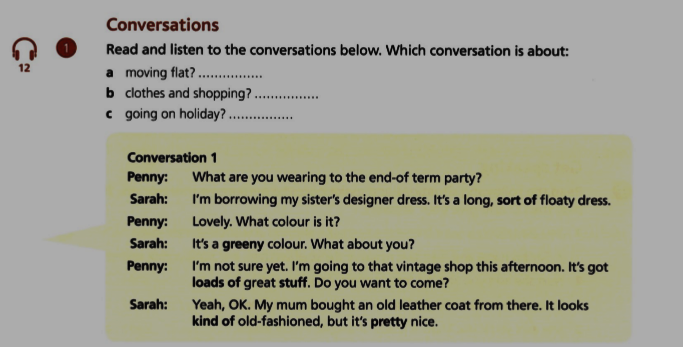 Conversations
1
Read and listen to the conversations below. Which conversation is about:
12
a moving flat? ................
b clothes and shopping? ................
c going on holiday? ................
Conversation 1
Penny: What are you wearing to the end-of term party?
Sarah: I'm borrowing my sister's designer dress. It's a long, sort of floaty dress.
Penny: Lovely. What colour is it?
Sarah: It's a greeny colour. What about you?
Penny: I'm not sure yet. I'm going to that vintage shop this afternoon. It's got
loads of great stuff. Do you want to come?
Sarah: Yeah, OK. My mum bought an old leather coat from there. It looks
kind of old-fashioned, but it's pretty nice.